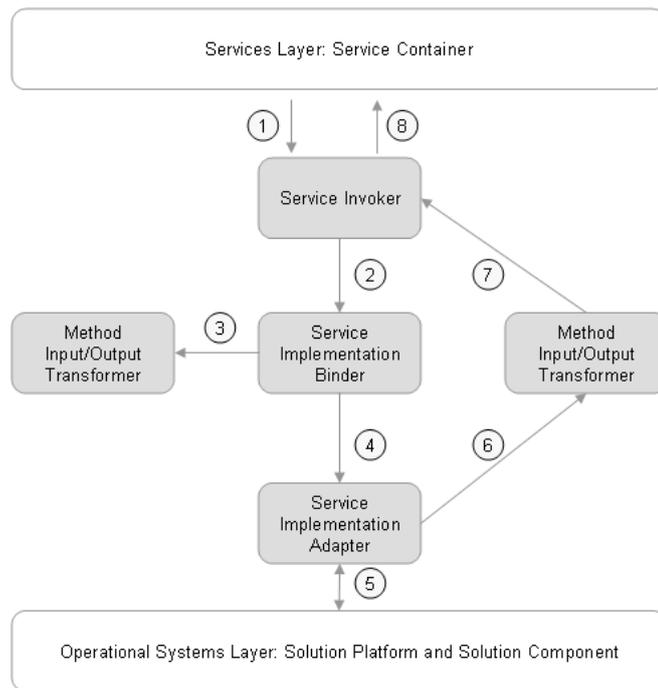 Services Layer: Service Container
1
8
Service Invoker
2
7
Method
Input/Output
Transformer
3
Service
Implementation
Binder
Method
Input/Output
Transformer
4
6
Service
Implementation
Adapter
5
Operational Systems Layer: Solution Platform and Solution Component